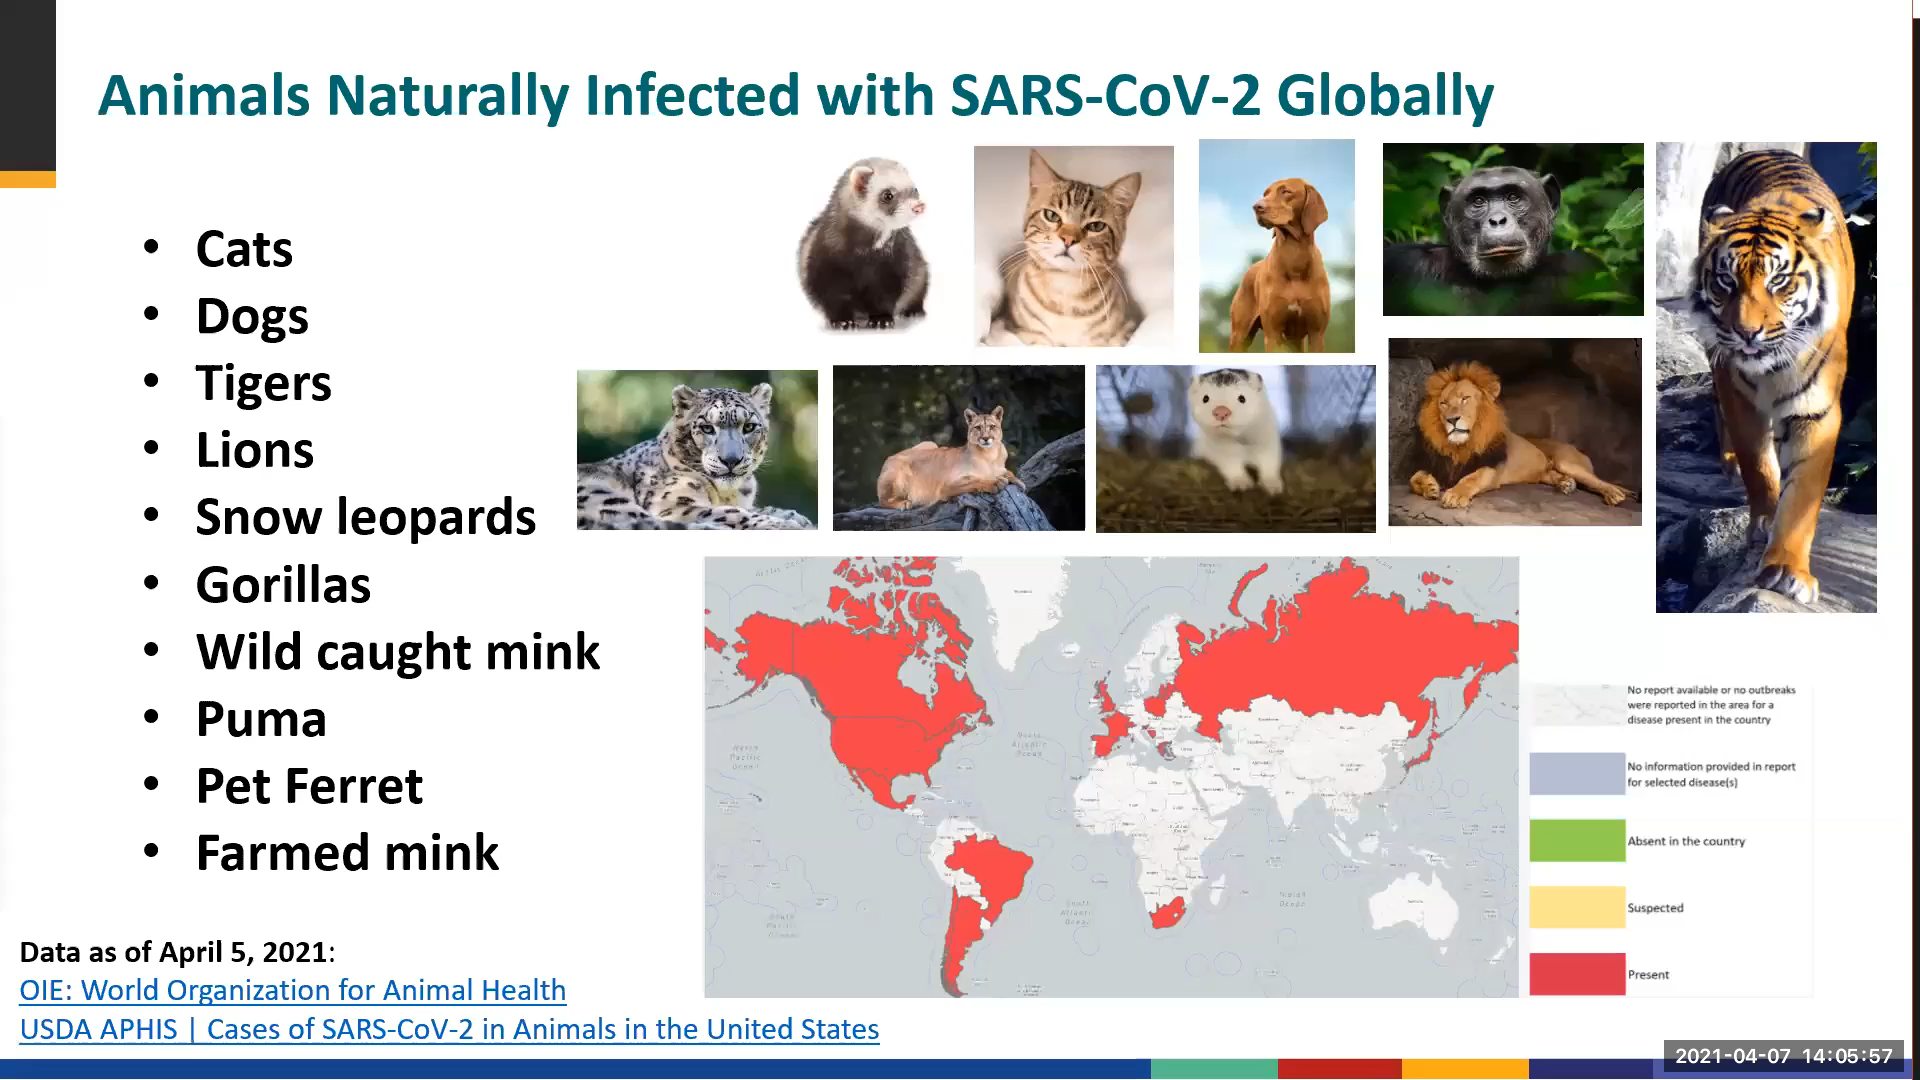 Animals Naturally Infected with SARS-CoV-2 Globally
• Cats
• Dogs
• Tigers
• Lions
• Snow leopards
• Gorillas
• Wild caught mink
• Puma
• Pet Ferret
• Farmed mink
Data as of April 5, 2021:
OIE: World Organization for Animal Health
USDA APHIS | Cases of SARS-CoV-2 in Animals in the United States
No report available or no outbreaks
were reported in the area for a
disease present in the country
No information provided in report
for selected disease(s)
Absent in the country
Suspected
Present
2021-04-07 14:05:57